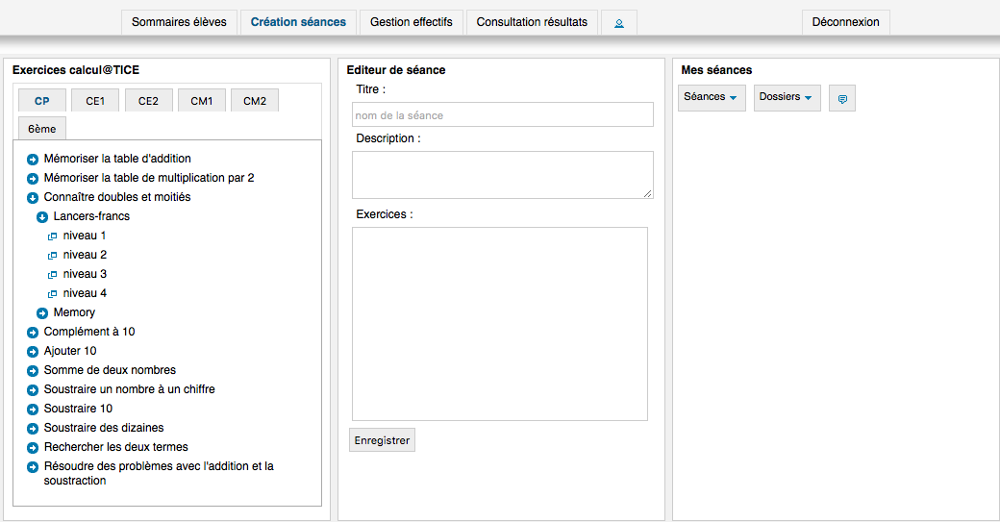 Sommaires élèves
Création séances
Gestion effectifs
Consultation résultats
Déconnexion
Exercices calcul@TICE
CP
CE1
CE2
CM1
CM2
6ème
Mémoriser la table d'addition
Mémoriser la table de multiplication par 2
Connaître doubles et moitiés
Lancers-francs
niveau 1
niveau 2
niveau 3
niveau 4
Memory
Complément à 10
Ajouter 10
Somme de deux nombres
Soustraire un nombre à un chiffre
Soustraire 10
Soustraire des dizaines
Rechercher les deux termes
Résoudre des problèmes avec l'addition et la
soustraction
Editeur de séance
Titre :
nom de la séance
Description :
Exercices :
Enregistrer
Mes séances
Séances
Dossiers